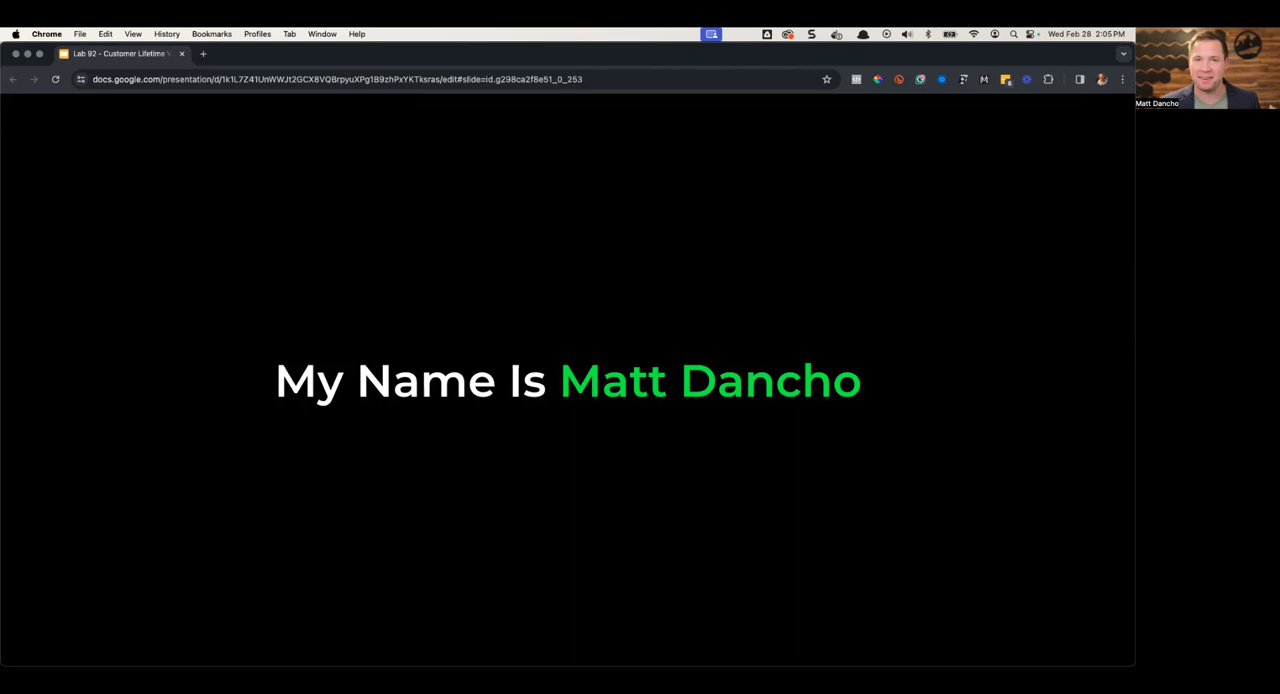 Chrome File Edit View History Bookmarks Profiles Tab Window Help Wed Feb 28 2:05 PM
Lab 92 - Customer Lifetime V
docs.google.com/presentation/d/1k1L7Z41UnWWJt2GCX8VQBrpyuXPg1B9zhPxYKTksras/edit#slide=id.g298ca2f8e51_0_253
Matt Dancho
My Name Is Matt Dancho